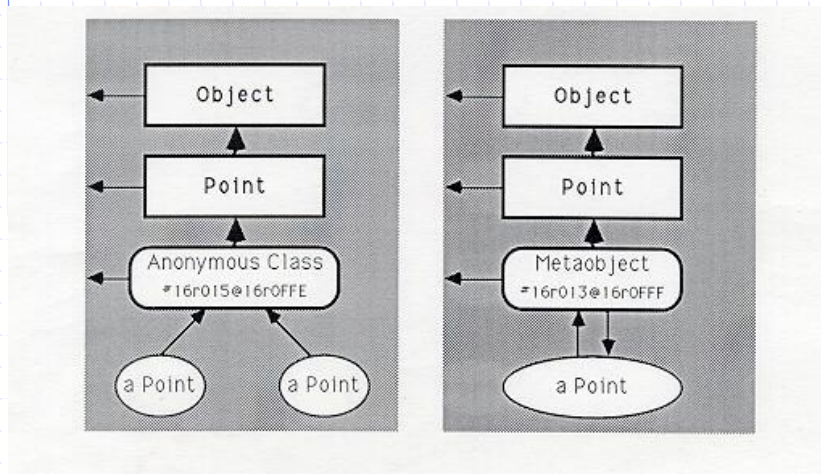 Object
Point
Anonymous Class
#16r015@16r0FFE
a Point
a Point
Object
Point
Metaobject
#16r013@16r0FFF
a Point